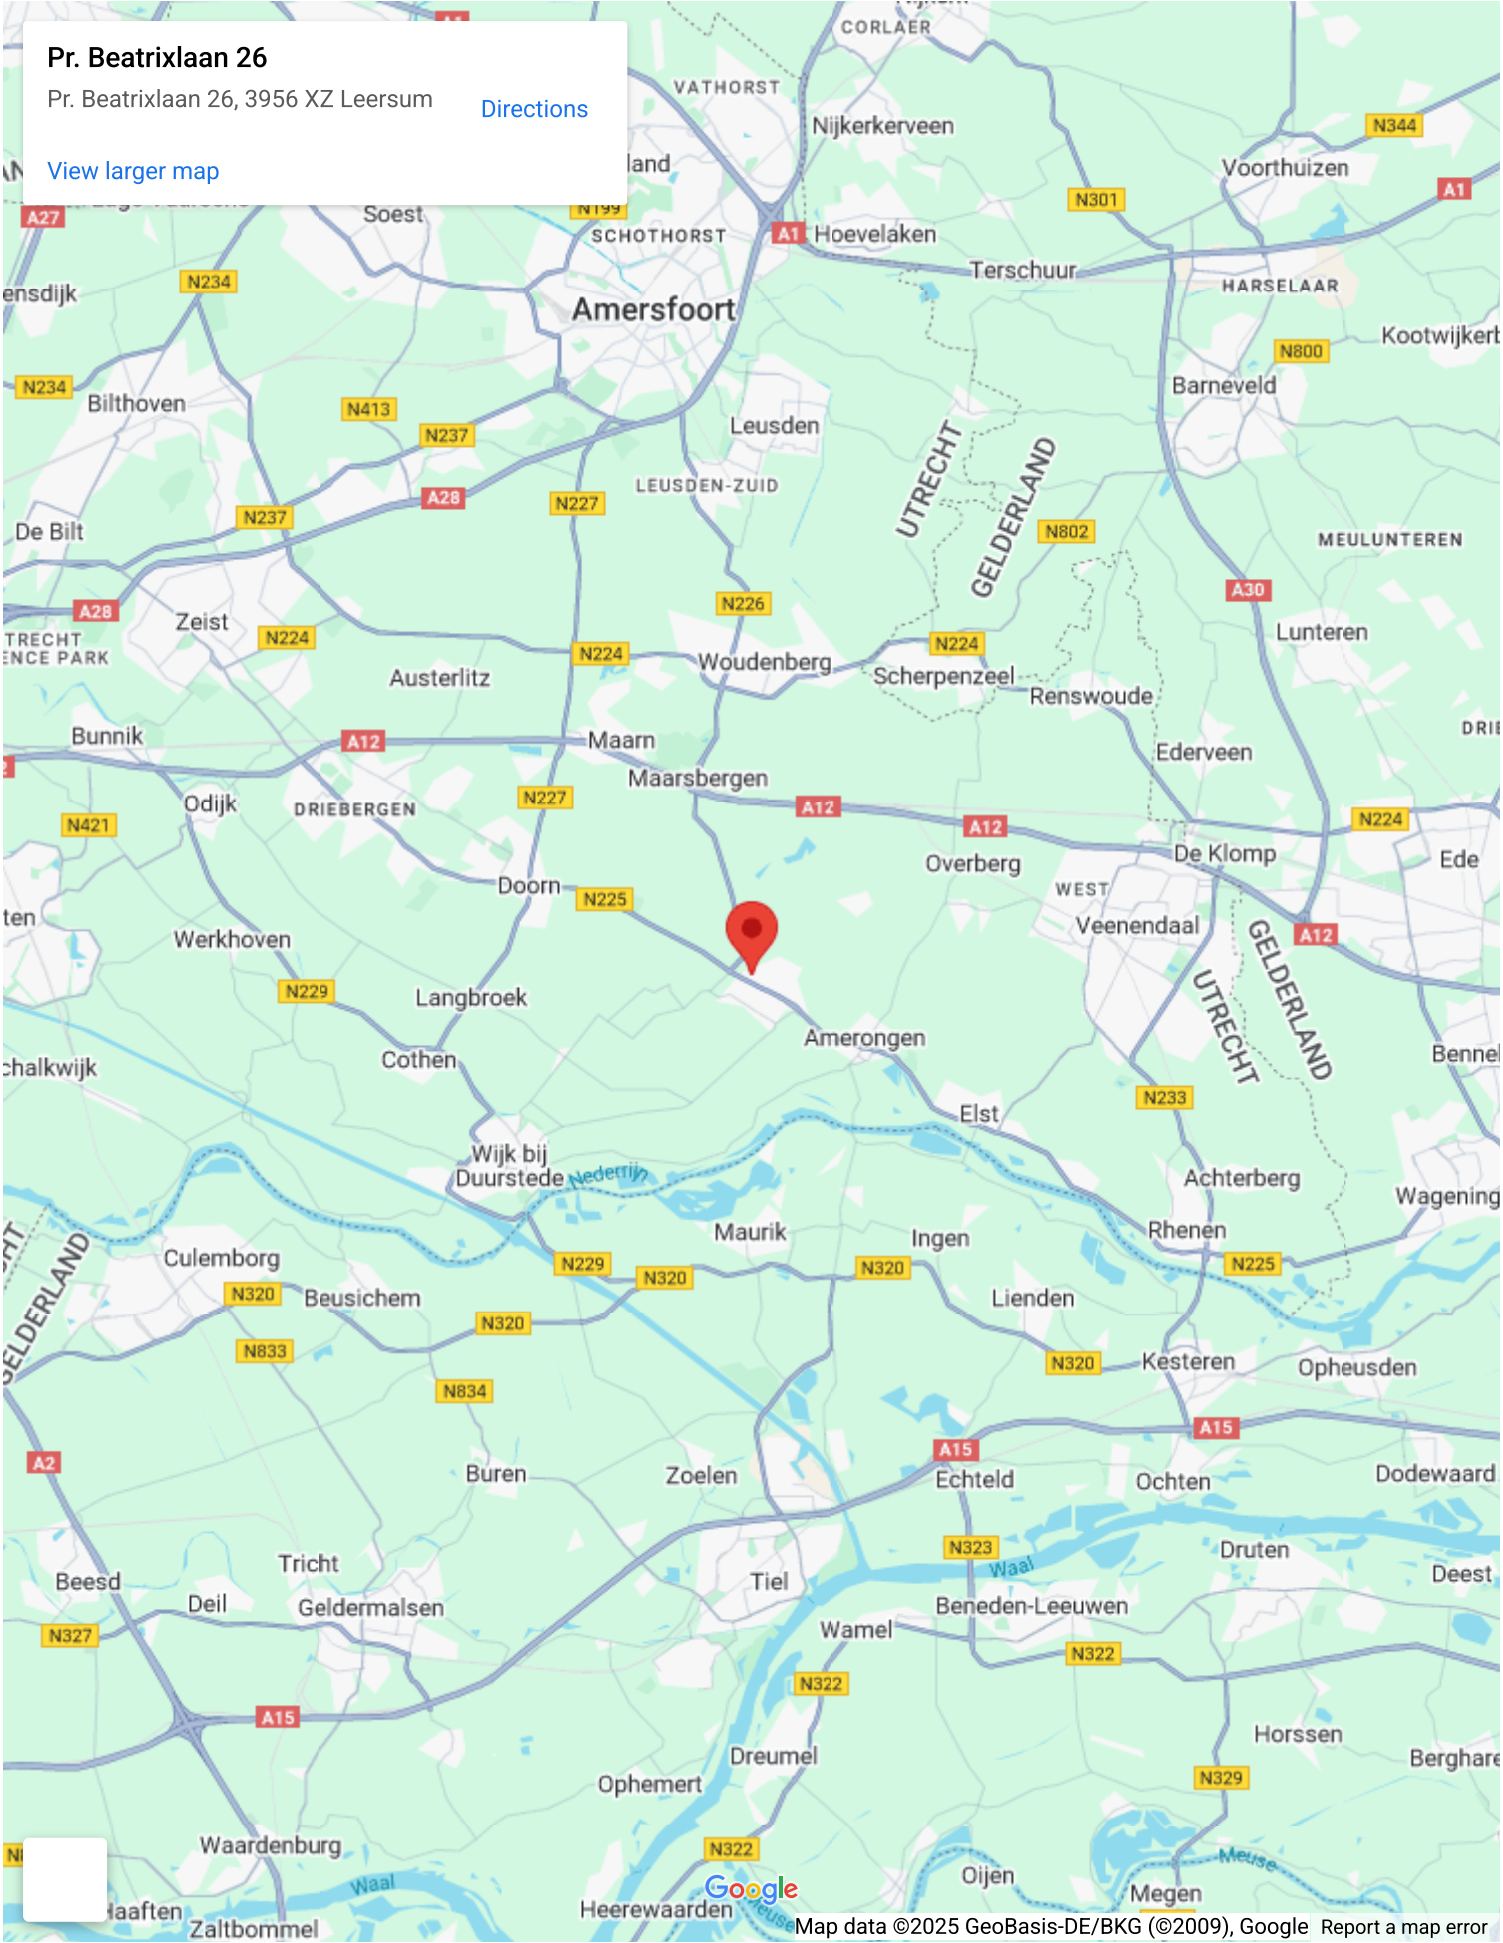 Pr. Beatrixlaan 26
Pr. Beatrixlaan 26, 3956 XZ Leersum
Directions
View larger map
CORLAER
VATHORST
Nijkerkerveen
N344
Voorthuizen
A1
N301
A27
Soest
N199
SCHOTHORST
A1
Hoevelaken
Terschuur
N234
HARSELAAR
Amersfoort
N800
N234
Bilthoven
N413
Barneveld
N237
Leusden
UTRECHT
GELDERLAND
LEUSDEN-ZUID
A28
N227
N237
De Bilt
N802
MEULUNTEREN
A30
N226
A28
Zeist
N224
Lunteren
N224
N224
Woudenberg
Scherpenzeel
Austerlitz
Renswoude
Bunnik
A12
Maarn
Ederveen
Maarsbergen
N227
Odijk
DRIEBERGEN
A12
A12
N421
N224
De Klomp
Overberg
Ede
Doorn
N225
WEST
Veenendaal
Werkhoven
A12
GELDERLAND
UTRECHT
N229
Langbroek
Amerongen
Cothen
N233
Elst
Wijk bij
Duurstede
Nederrijn
Achterberg
Maurik
Ingen
Rhenen
Culemborg
N229
N320
N320
N225
GELDERLAND
N320
Beusichem
Lienden
N320
N833
N320
Kesteren
Opheusden
N834
A15
A15
A2
Buren
Zoelen
Echteld
Ochten
Dodewaard
N323
Druten
Waal
Tricht
Beesd
Tiel
Deest
Deil
Geldermalsen
Beneden-Leeuwen
Wamel
N327
N322
N322
A15
Horssen
Dreumel
N329
Ophemert
Waardenburg
N322
Meuse
Oijen
Waal
Google
Megen
Haaften
Heerewaarden
Meuse
Zaltbommel
Map data ©2025 GeoBasis-DE/BKG (©2009), Google
Report a map error